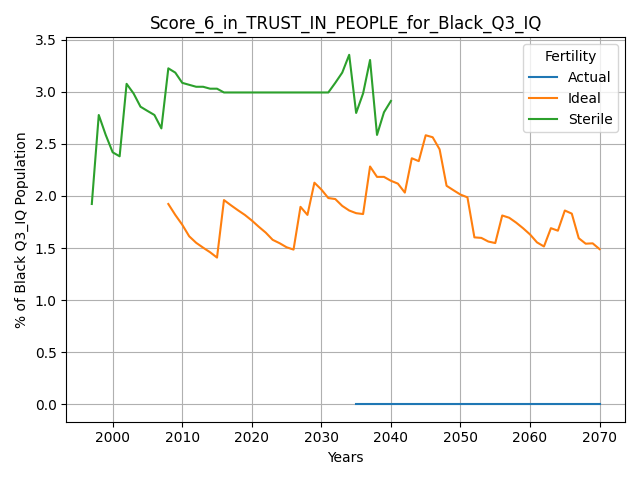 Score_6_in_TRUST_IN_PEOPLE_for_Black_Q3_IQ
% of Black Q3_IQ Population
3.5
3.0
2.5
2.0
1.5
1.0
0.5
0.0
Fertility
Actual
Ideal
Sterile
2000 2010 2020 2030 2040 2050 2060 2070
Years